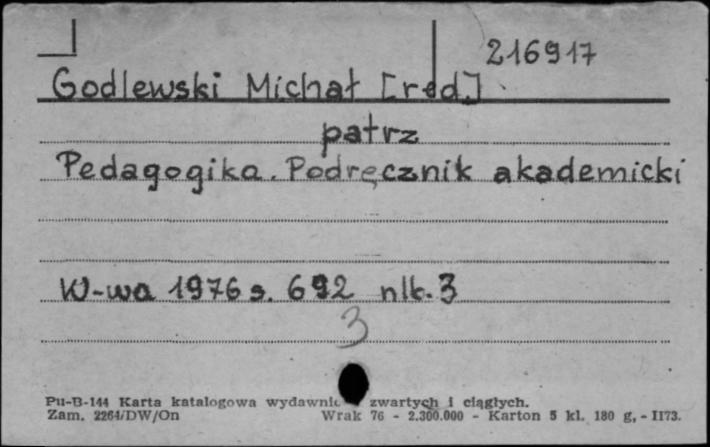 216917
Godlewski Michał [red.]
patrz
Pedagogika. Podręcznik akademicki
W-wa 1976 s. 692 nlb. 3
3
Pu-B-144 Karta katalogowa wydawnic zwartych i ciągłych.
Zam. 2264/DW/On Wrak 76 - 2.300.000 - Karton 5 kl. 180 g, - II73.